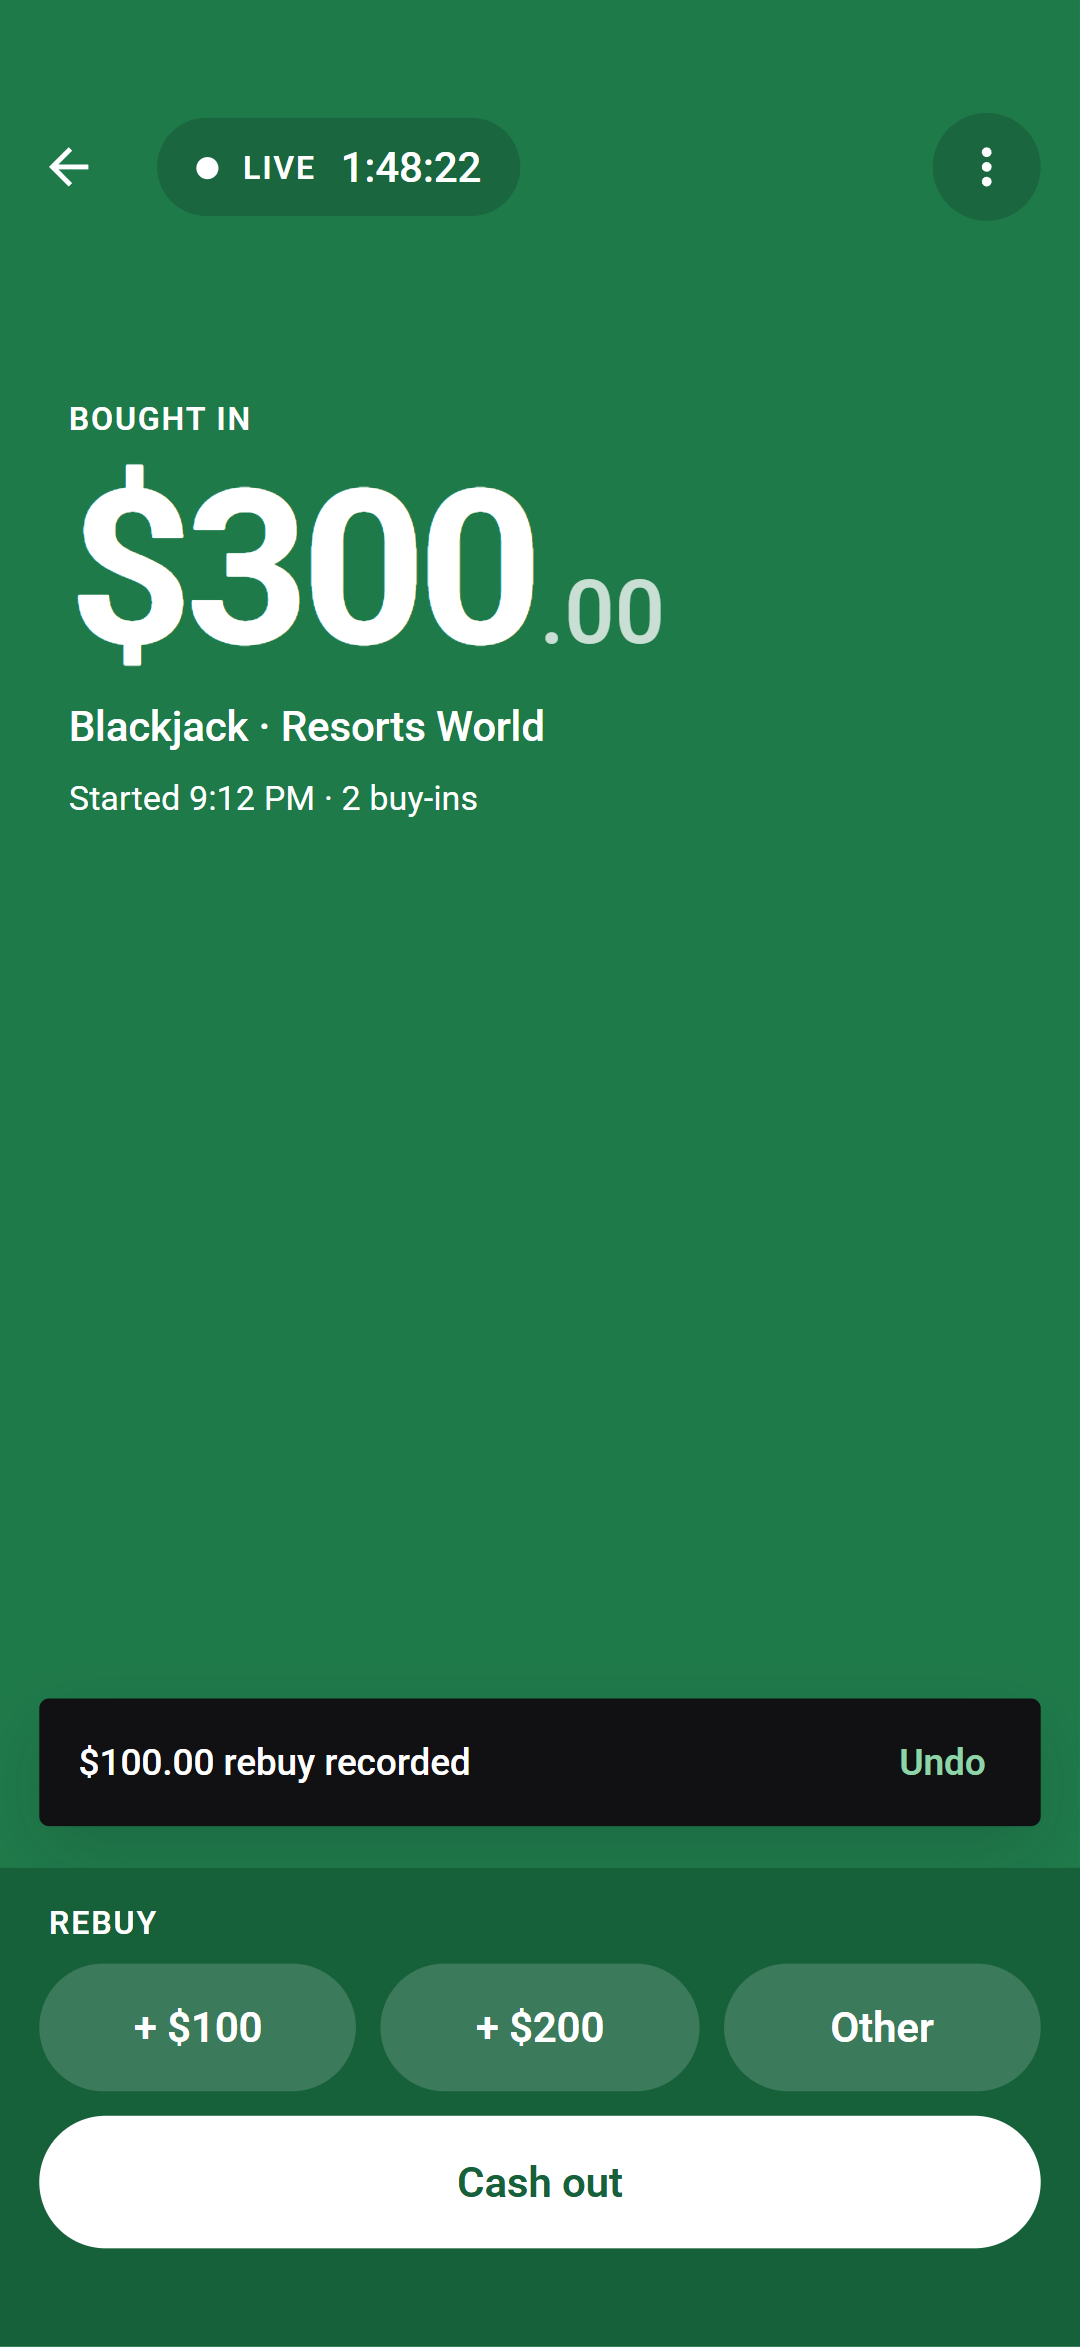 LIVE 1:48:22
BOUGHT IN
$300.00
Blackjack · Resorts World
Started 9:12 PM · 2 buy-ins
$100.00 rebuy recorded Undo
REBUY
+ $100 + $200 Other
Cash out